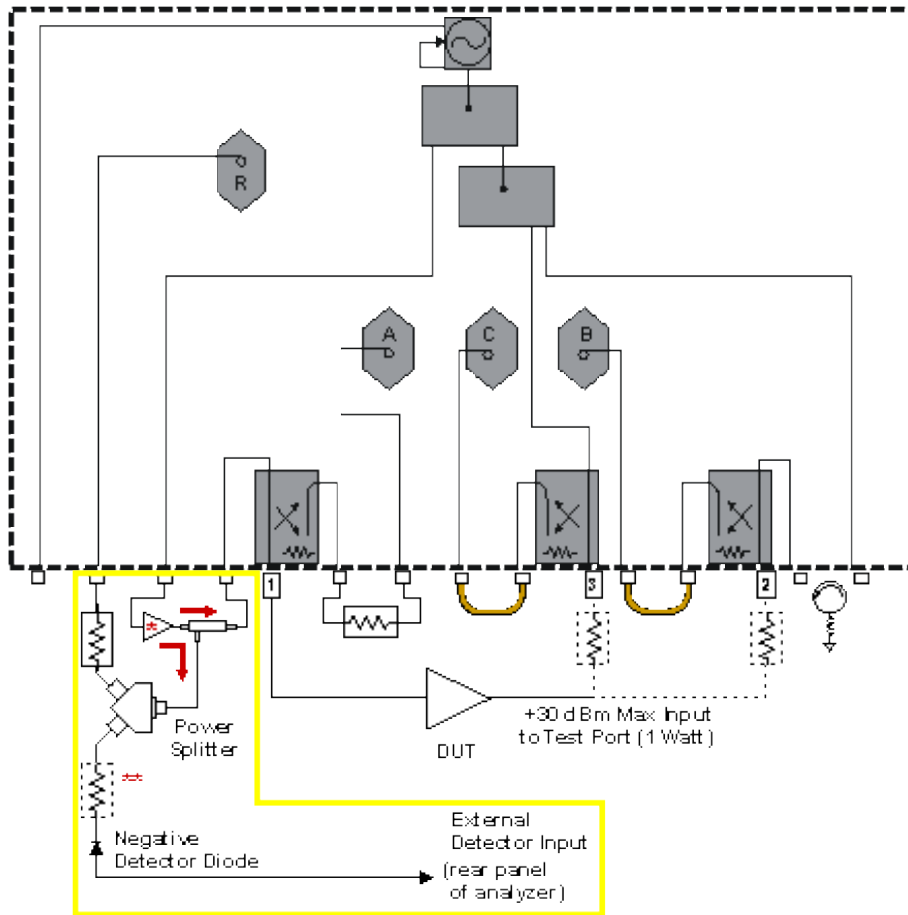 R
A
C
B
1
3
2
*
Power
Splitter
+30 dBm Max Input
to Test Port (1 Watt)
DUT
**
Negative
Detector Diode
External
Detector Input
(rear panel
of analyzer)